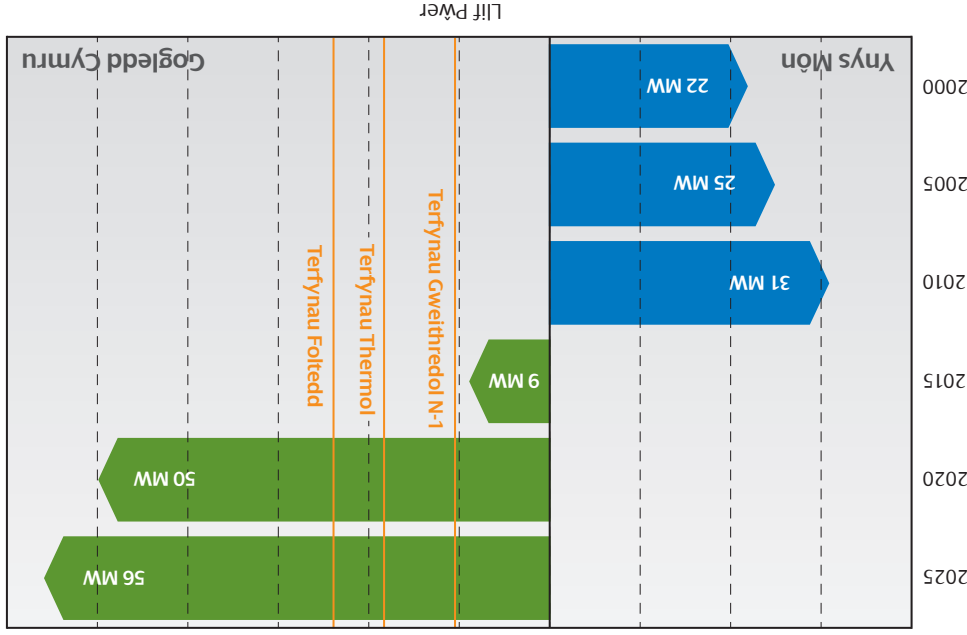 2025
56 MW
2020
50 MW
2015
9 MW
2010
31 MW
2005
25 MW
2000
22 MW
Terfynau Gweithredol N-1
Terfynau Thermol
Terfynau Foltedd
Ynys Môn
Gogledd Cymru
Llif Pŵer